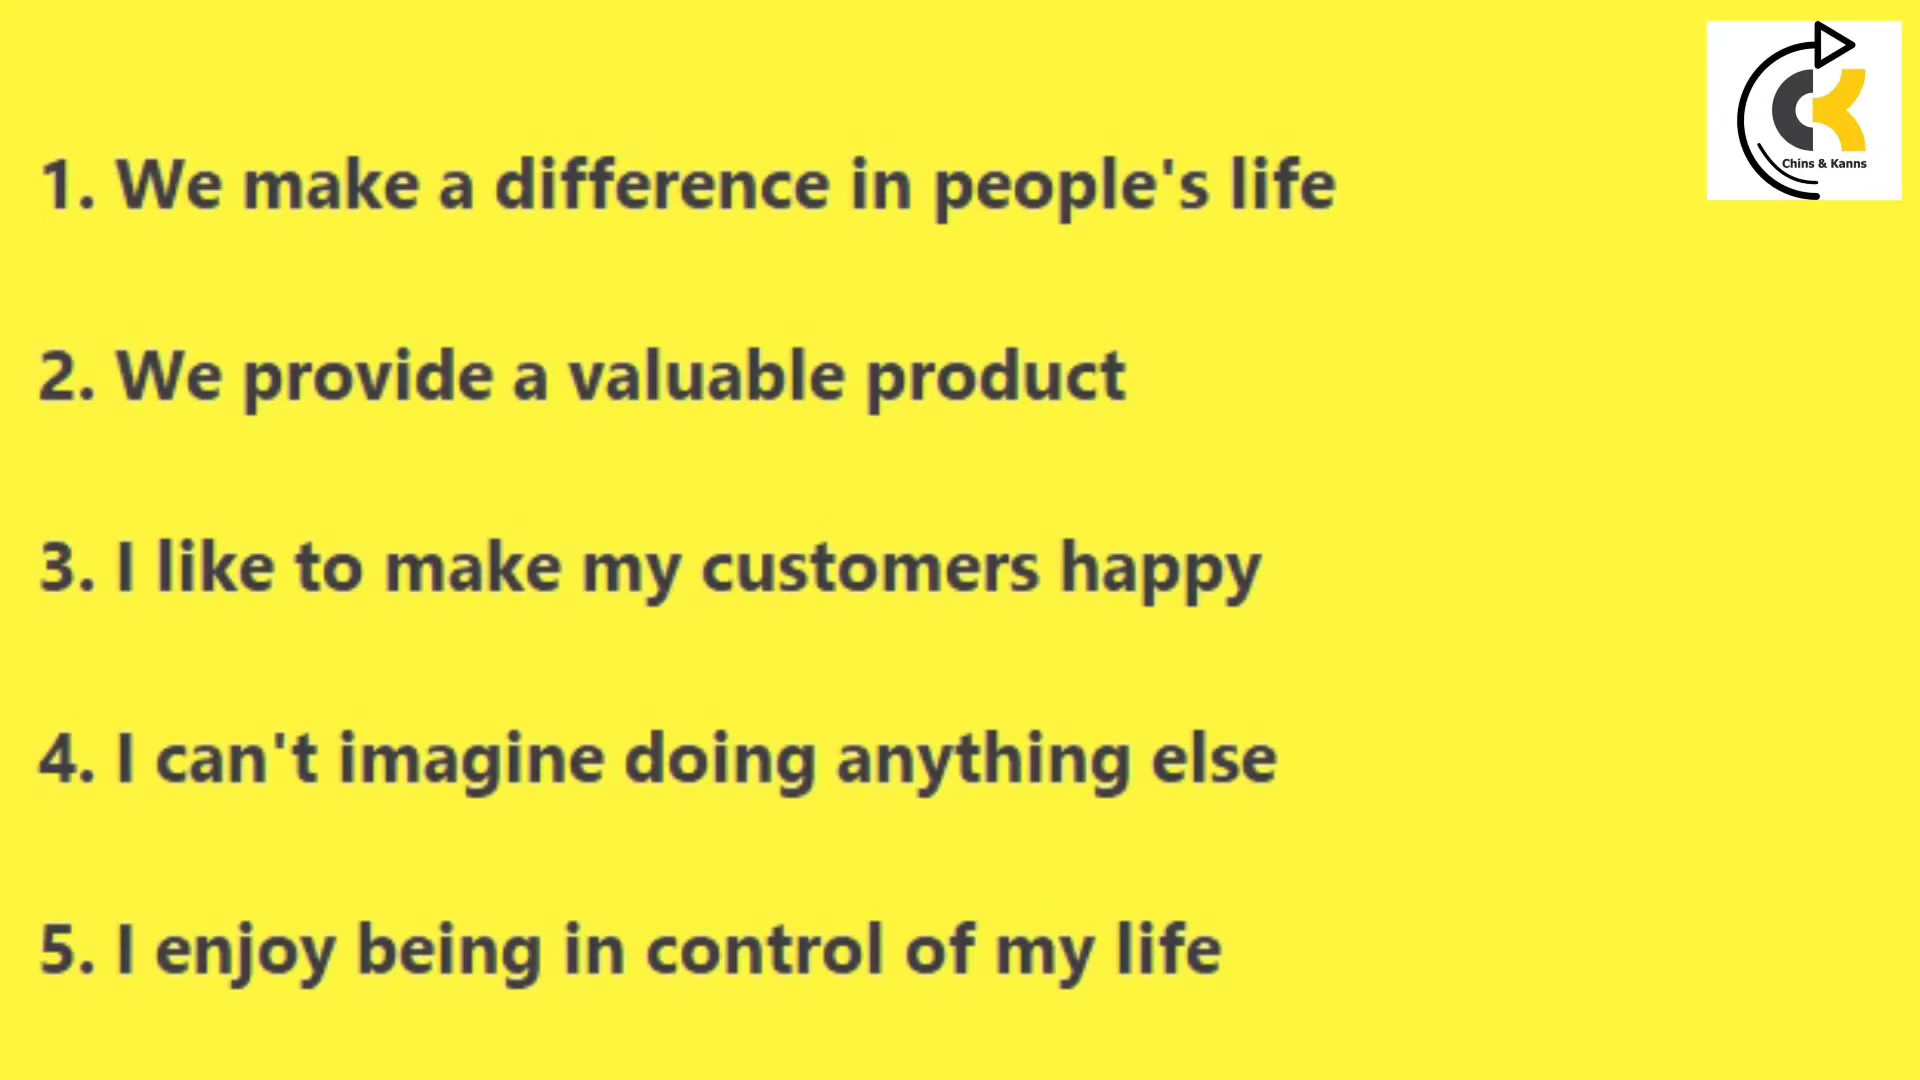 1. We make a difference in people's life
2. We provide a valuable product
3. I like to make my customers happy
4. I can't imagine doing anything else
5. I enjoy being in control of my life
CK
Chins & Kanns